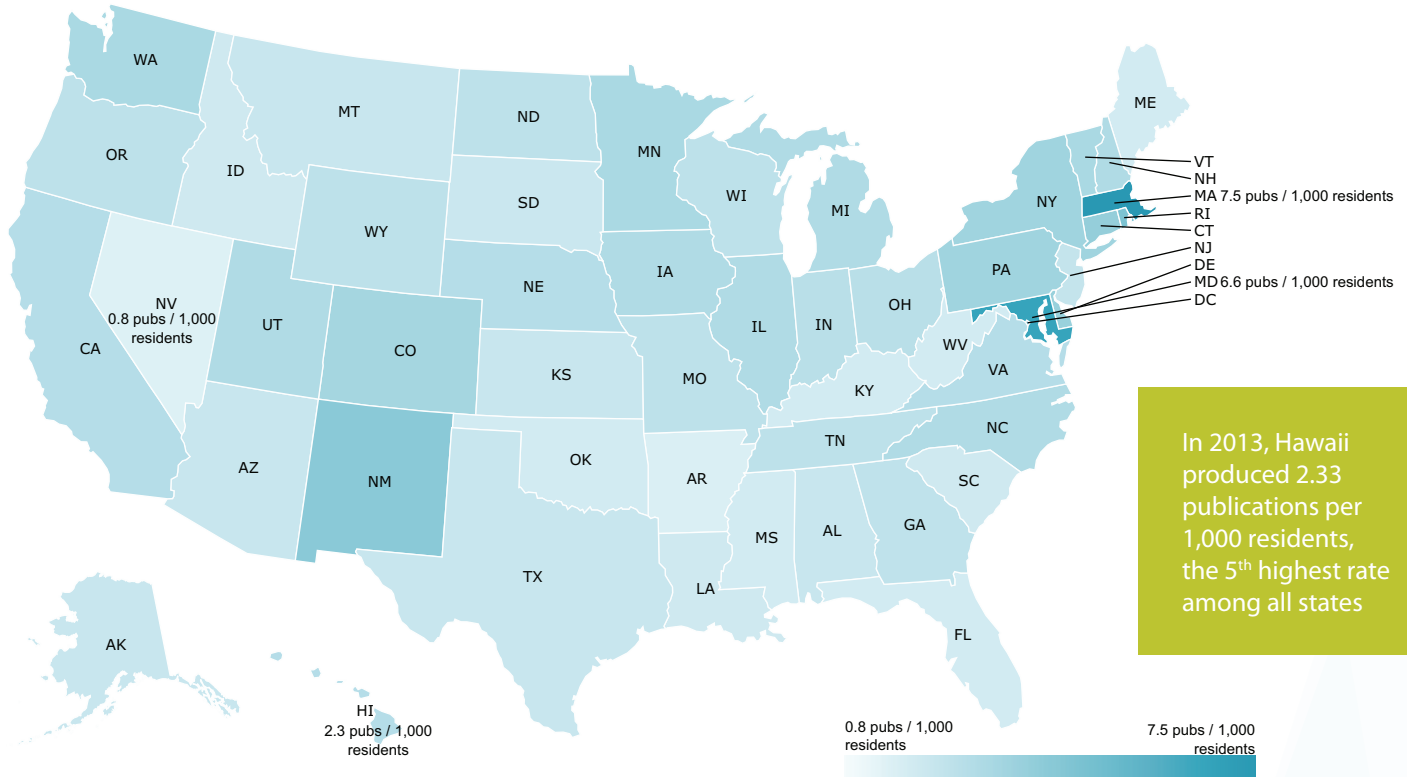 WA
MT
ND
ME
OR
ID
MN
VT
NH
SD
WI
MA 7.5 pubs / 1,000 residents
MI
NY
RI
WY
CT
NJ
IA
PA
DE
NE
MD 6.6 pubs / 1,000 residents
DC
NV
0.8 pubs / 1,000
residents
UT
OH
IL
IN
CA
CO
WV
VA
KS
MO
KY
NC
TN
OK
AZ
NM
AR
SC
MS
AL
GA
TX
LA
FL
In 2013, Hawaii
produced 2.33
publications per
1,000 residents,
the 5th highest rate
among all states
AK
HI
2.3 pubs / 1,000
residents
0.8 pubs / 1,000
residents
7.5 pubs / 1,000
residents